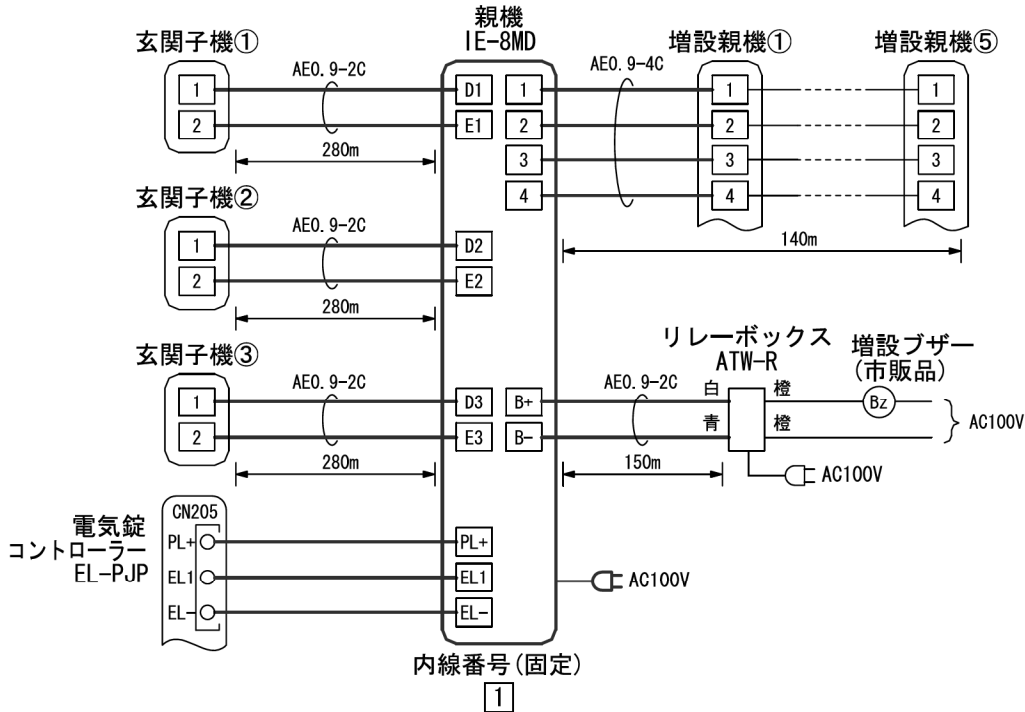 親機
IE-8MD
玄関子機①
1
2
AE0.9-2C
280m
D1
E1
玄関子機②
1
2
AE0.9-2C
280m
D2
E2
玄関子機③
1
2
AE0.9-2C
280m
D3
E3
電気錠
コントローラー
EL-PJP
CN205
PL+
EL1
EL-
PL+
EL1
EL-
1
2
3
4
AE0.9-4C
増設親機①
1
2
3
4
増設親機⑤
1
2
3
4
140m
B+
B-
AE0.9-2C
150m
リレーボックス
ATW-R
白
青
橙
橙
増設ブザー
(市販品)
Bz
AC100V
AC100V
AC100V
内線番号(固定)
1